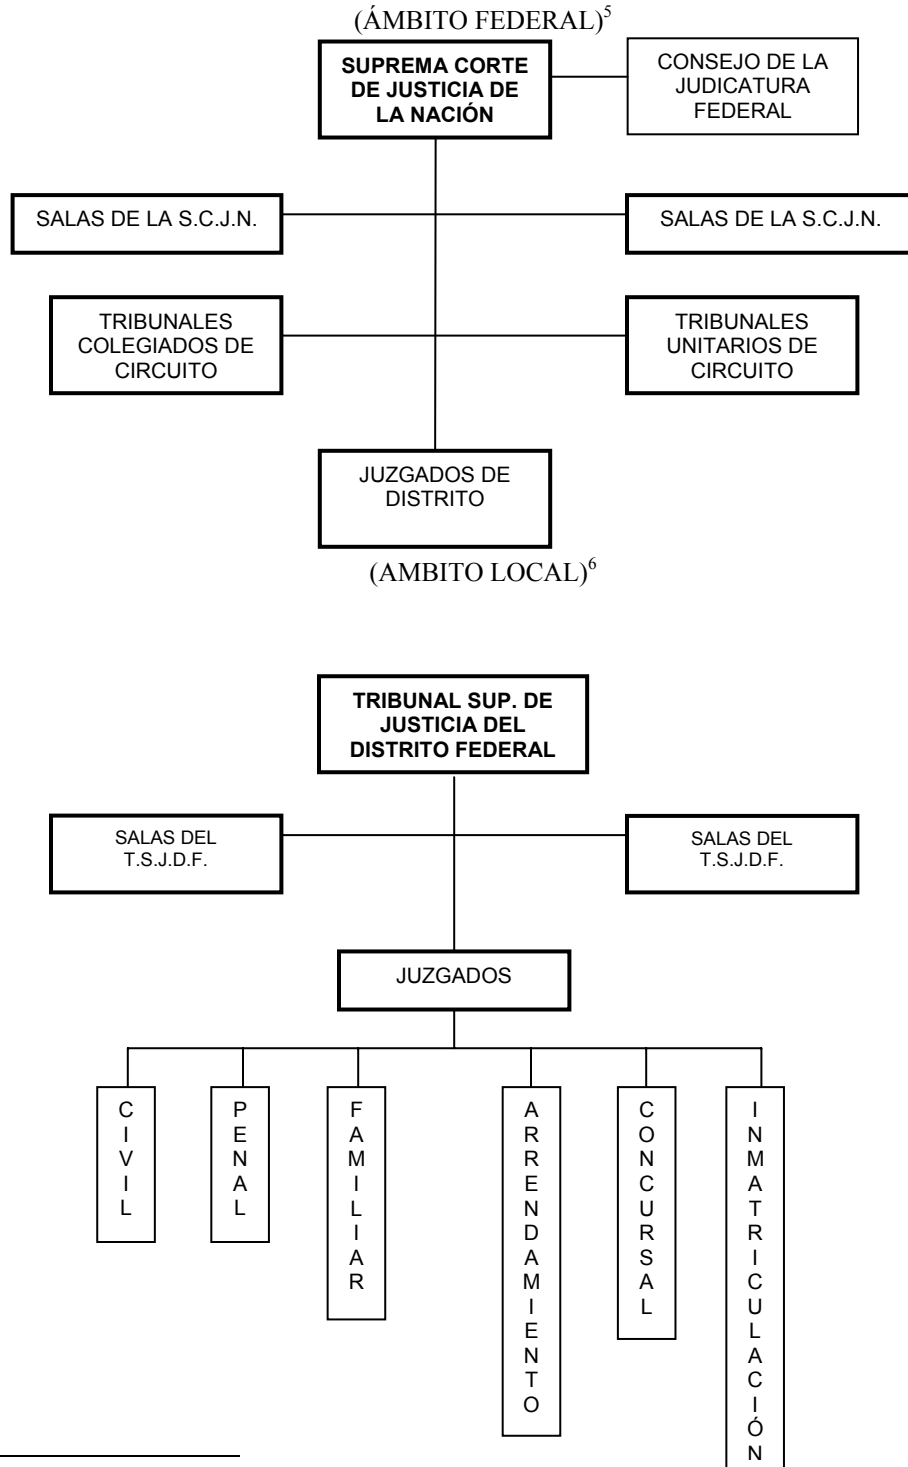 (ÁMBITO FEDERAL)5
SUPREMA CORTE
DE JUSTICIA DE
LA NACIÓN
CONSEJO DE LA
JUDICATURA
FEDERAL
SALAS DE LA S.C.J.N.
SALAS DE LA S.C.J.N.
TRIBUNALES
COLEGIADOS DE
CIRCUITO
TRIBUNALES
UNITARIOS DE
CIRCUITO
JUZGADOS DE
DISTRITO
(AMBITO LOCAL)6
TRIBUNAL SUP. DE
JUSTICIA DEL
DISTRITO FEDERAL
SALAS DEL
T.S.J.D.F.
SALAS DEL
T.S.J.D.F.
JUZGADOS
CIVIL
PENAL
FAMILIAR
ARRENDAMIENTO
CONCURSAL
INMATRICULACIÓN